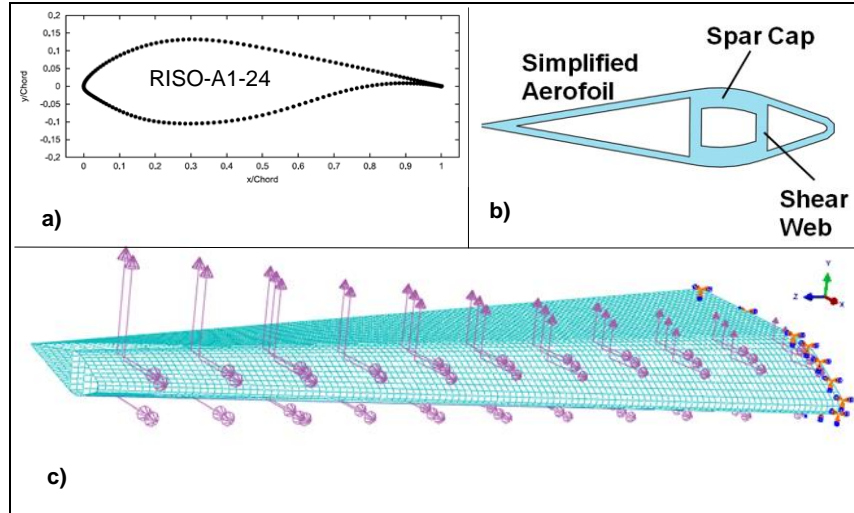 0,2
0,15
0,1
0,05
0
-0,05
-0,1
-0,15
-0,2
y/Chord
RISO-A1-24
0 0.1 0.2 0.3 0.4 0.5 0.6 0.7 0.8 0.9 1
x/Chord
a)
Simplified
Aerofoil
Spar Cap
Shear
Web
b)
Y
Z
X
c)